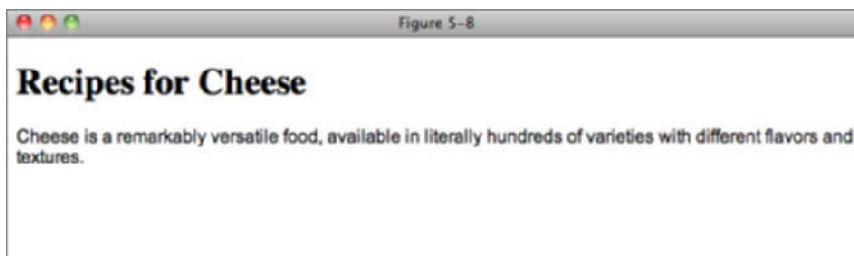 Figure 5-8
Recipes for Cheese
Cheese is a remarkably versatile food, available in literally hundreds of varieties with different flavors and
textures.